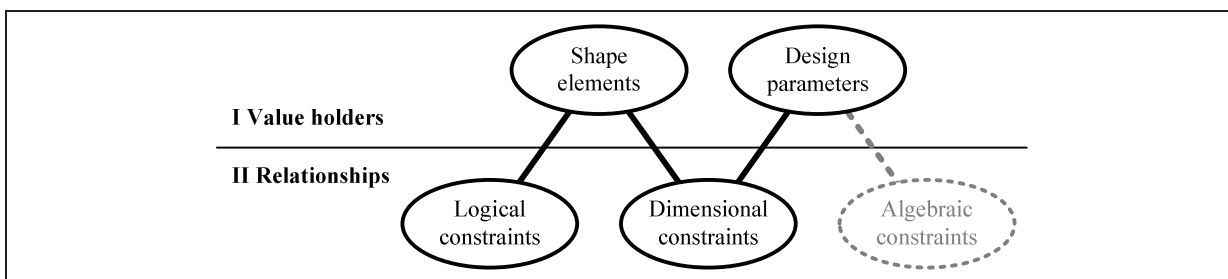 Shape
elements
Design
parameters
I Value holders
II Relationships
Logical
constraints
Dimensional
constraints
Algebraic
constraints